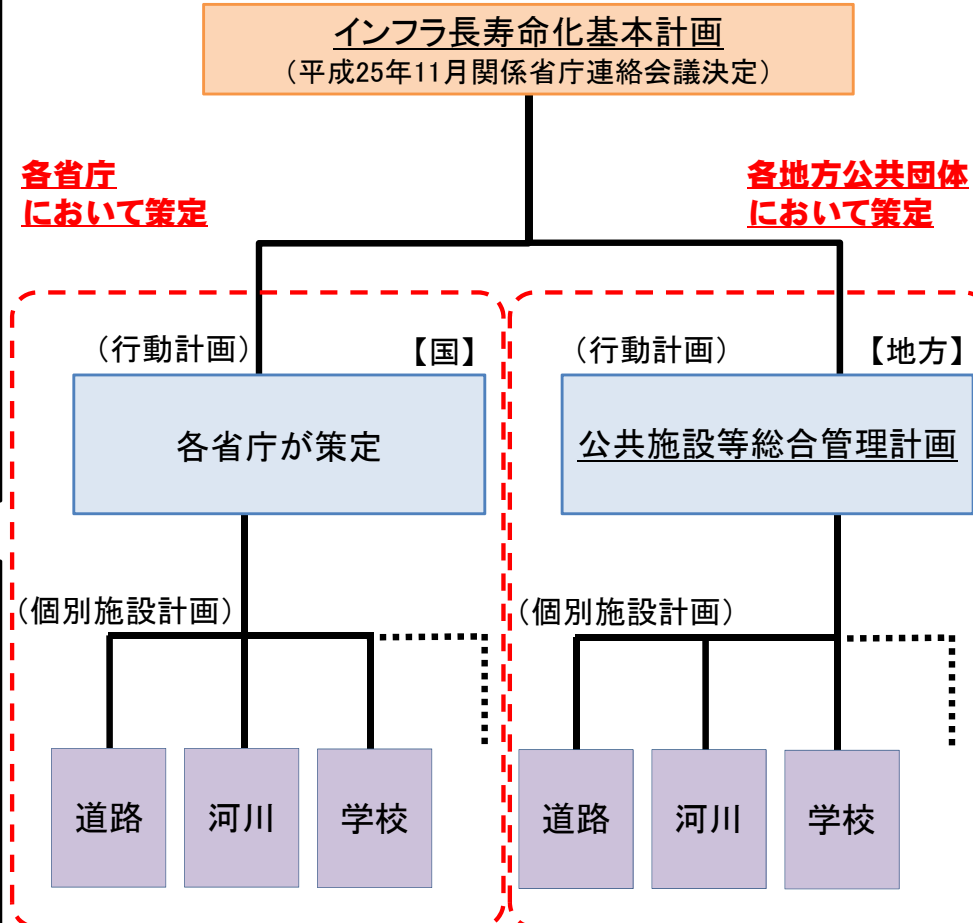 インフラ長寿命化基本計画
（平成25年11月関係省庁連絡会議決定）
各省庁
において策定
各地方公共団体
において策定
（行動計画）
【国】
（行動計画）
【地方】
各省庁が策定
公共施設等総合管理計画
（個別施設計画）
（個別施設計画）
道路
河川
学校
道路
河川
学校